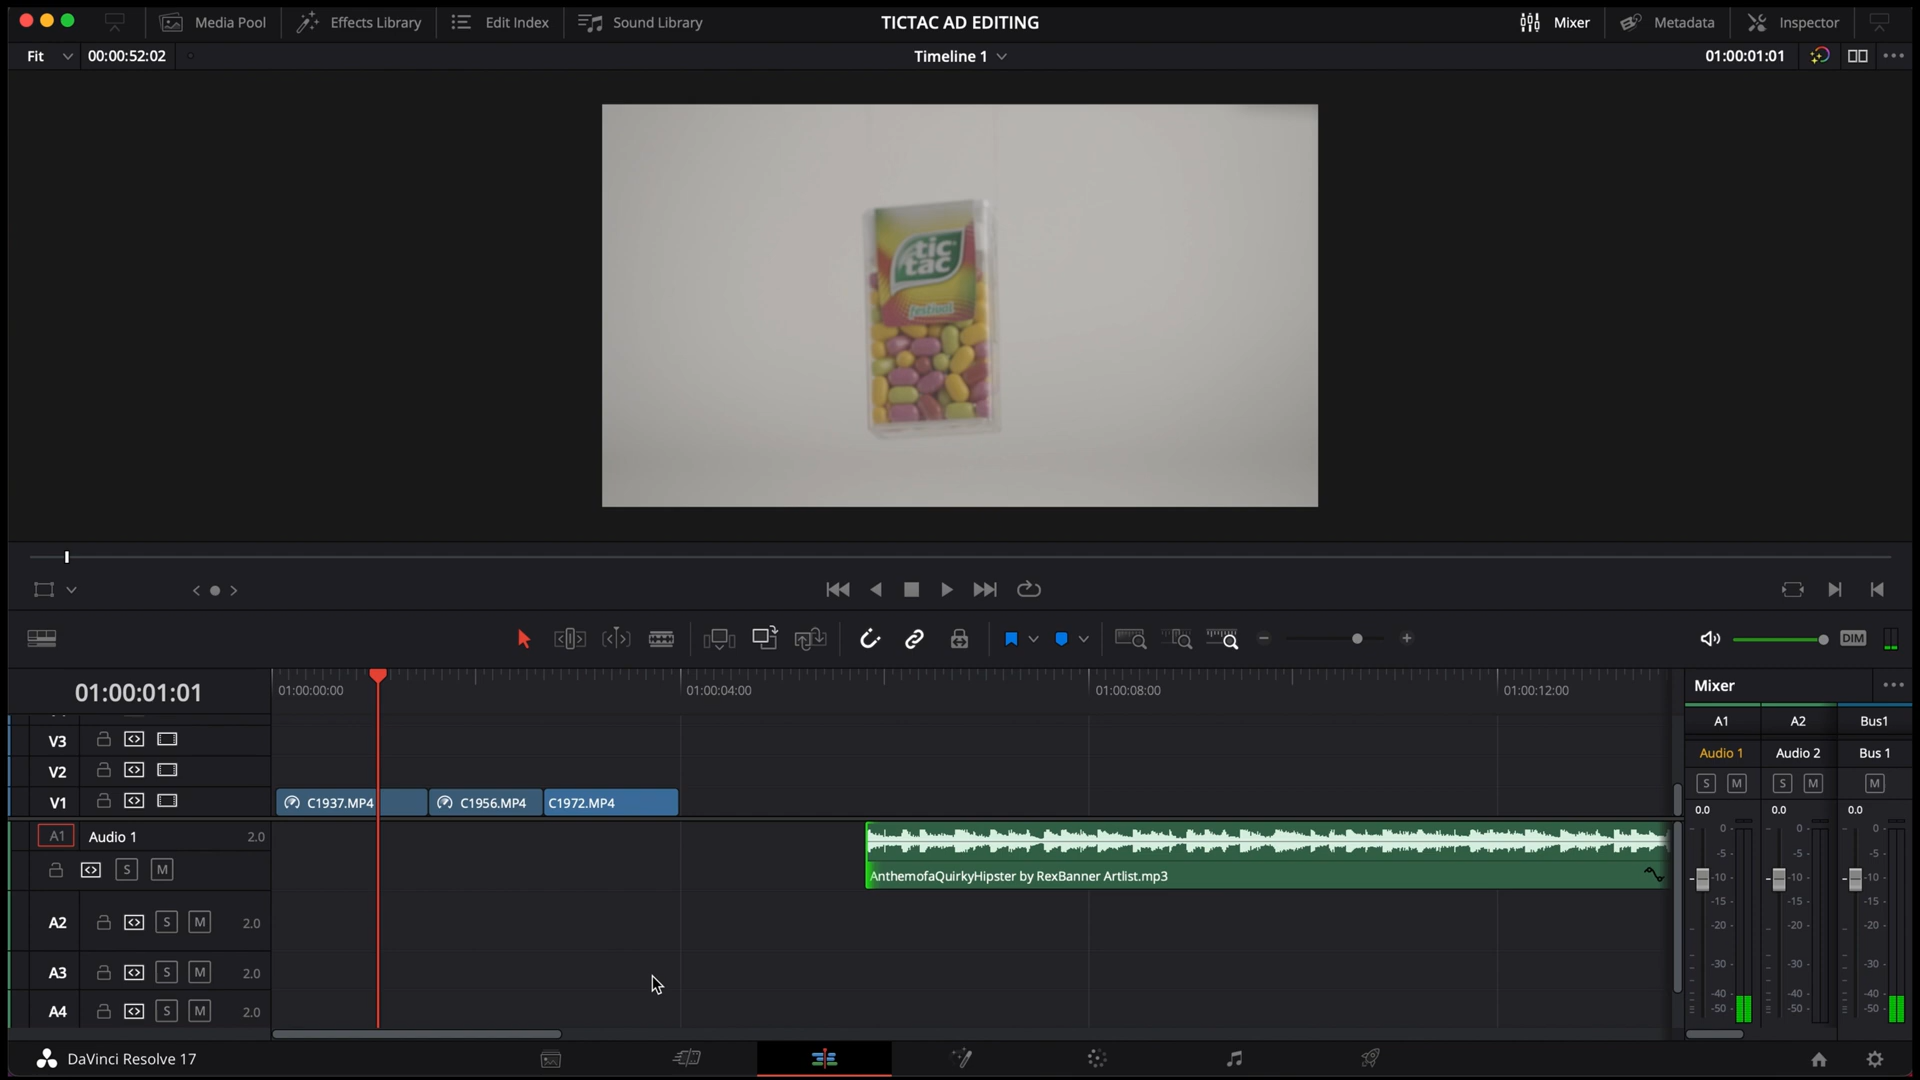 Media Pool
Effects Library
Edit Index
Sound Library
TICTAC AD EDITING
Mixer
Metadata
Inspector
Fit
00:00:52:02
Timeline 1
01:00:01:01
tic
tac
festival
DIM
01:00:01:01
01:00:00:00
01:00:04:00
01:00:08:00
01:00:12:00
V3
V2
V1
C1937.MP4
C1956.MP4
C1972.MP4
A1
Audio 1
2.0
S
M
AnthemofaQuirkyHipster by RexBanner Artlist.mp3
A2
S
M
2.0
A3
S
M
2.0
A4
S
M
2.0
Mixer
A1
A2
Bus1
Audio 1
Audio 2
Bus 1
S
M
S
M
M
0.0
0.0
0.0
0
0
0
-5
-5
-5
-10
-10
-10
-15
-15
-15
-20
-20
-20
-30
-30
-30
-40
-40
-40
-50
-50
-50
DaVinci Resolve 17